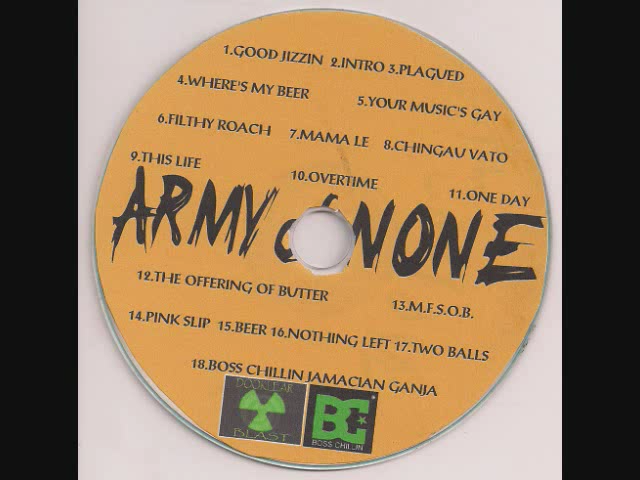 1.GOOD JIZZIN 2.INTRO 3.PLAGUED
4.WHERE'S MY BEER
5.YOUR MUSIC'S GAY
6.FILTHY ROACH 7.MAMA LE 8.CHINGAU VATO
9.THIS LIFE
10.OVERTIME
11.ONE DAY
ARMY of NONE
12.THE OFFERING OF BUTTER
13.M.F.S.O.B.
14.PINK SLIP 15.BEER 16.NOTHING LEFT 17.TWO BALLS
18.BOSS CHILLIN JAMACIAN GANJA
DOOKLEAR
BLAST
BC
BOSS CHILLIN